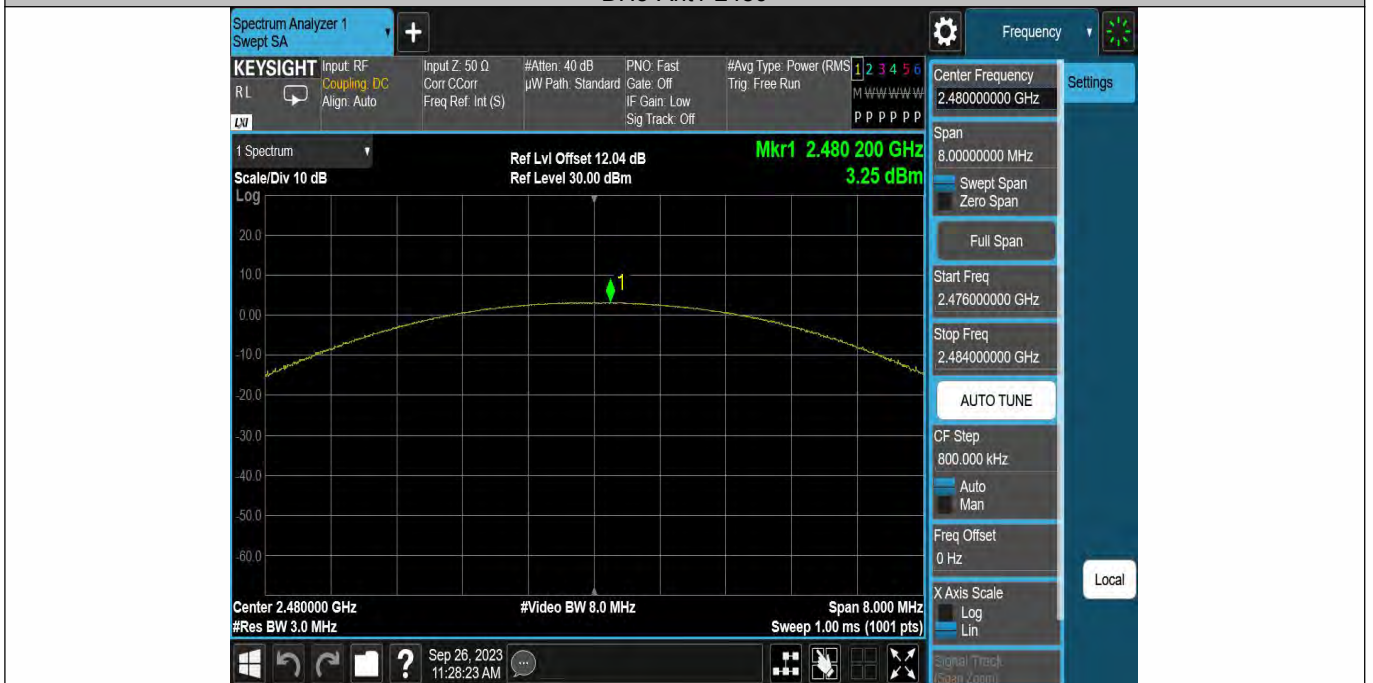 Spectrum Analyzer 1
Swept SA
+
Frequency
KEYSIGHT
RL
LXI
Input: RF
Coupling: DC
Align: Auto
Input Z: 50 Ω
Corr CCorr
Freq Ref: Int (S)
#Atten: 40 dB
µW Path: Standard
PNO: Fast
Gate: Off
IF Gain: Low
Sig Track: Off
#Avg Type: Power (RMS
Trig: Free Run
1 2 3 4 5 6
M W W W W W
P P P P P P
1 Spectrum
Scale/Div 10 dB
Log
Ref Lvl Offset 12.04 dB
Ref Level 30.00 dBm
Mkr1 2.480 200 GHz
3.25 dBm
20.0
10.0
0.00
-10.0
-20.0
-30.0
-40.0
-50.0
-60.0
1
Center 2.480000 GHz
#Res BW 3.0 MHz
#Video BW 8.0 MHz
Span 8.000 MHz
Sweep 1.00 ms (1001 pts)
Center Frequency
2.480000000 GHz
Settings
Span
8.00000000 MHz
Swept Span
Zero Span
Full Span
Start Freq
2.476000000 GHz
Stop Freq
2.484000000 GHz
AUTO TUNE
CF Step
800.000 kHz
Auto
Man
Freq Offset
0 Hz
X Axis Scale
Log
Lin
Signal Track
(Span Zoom)
Local
?
Sep 26, 2023
11:28:23 AM